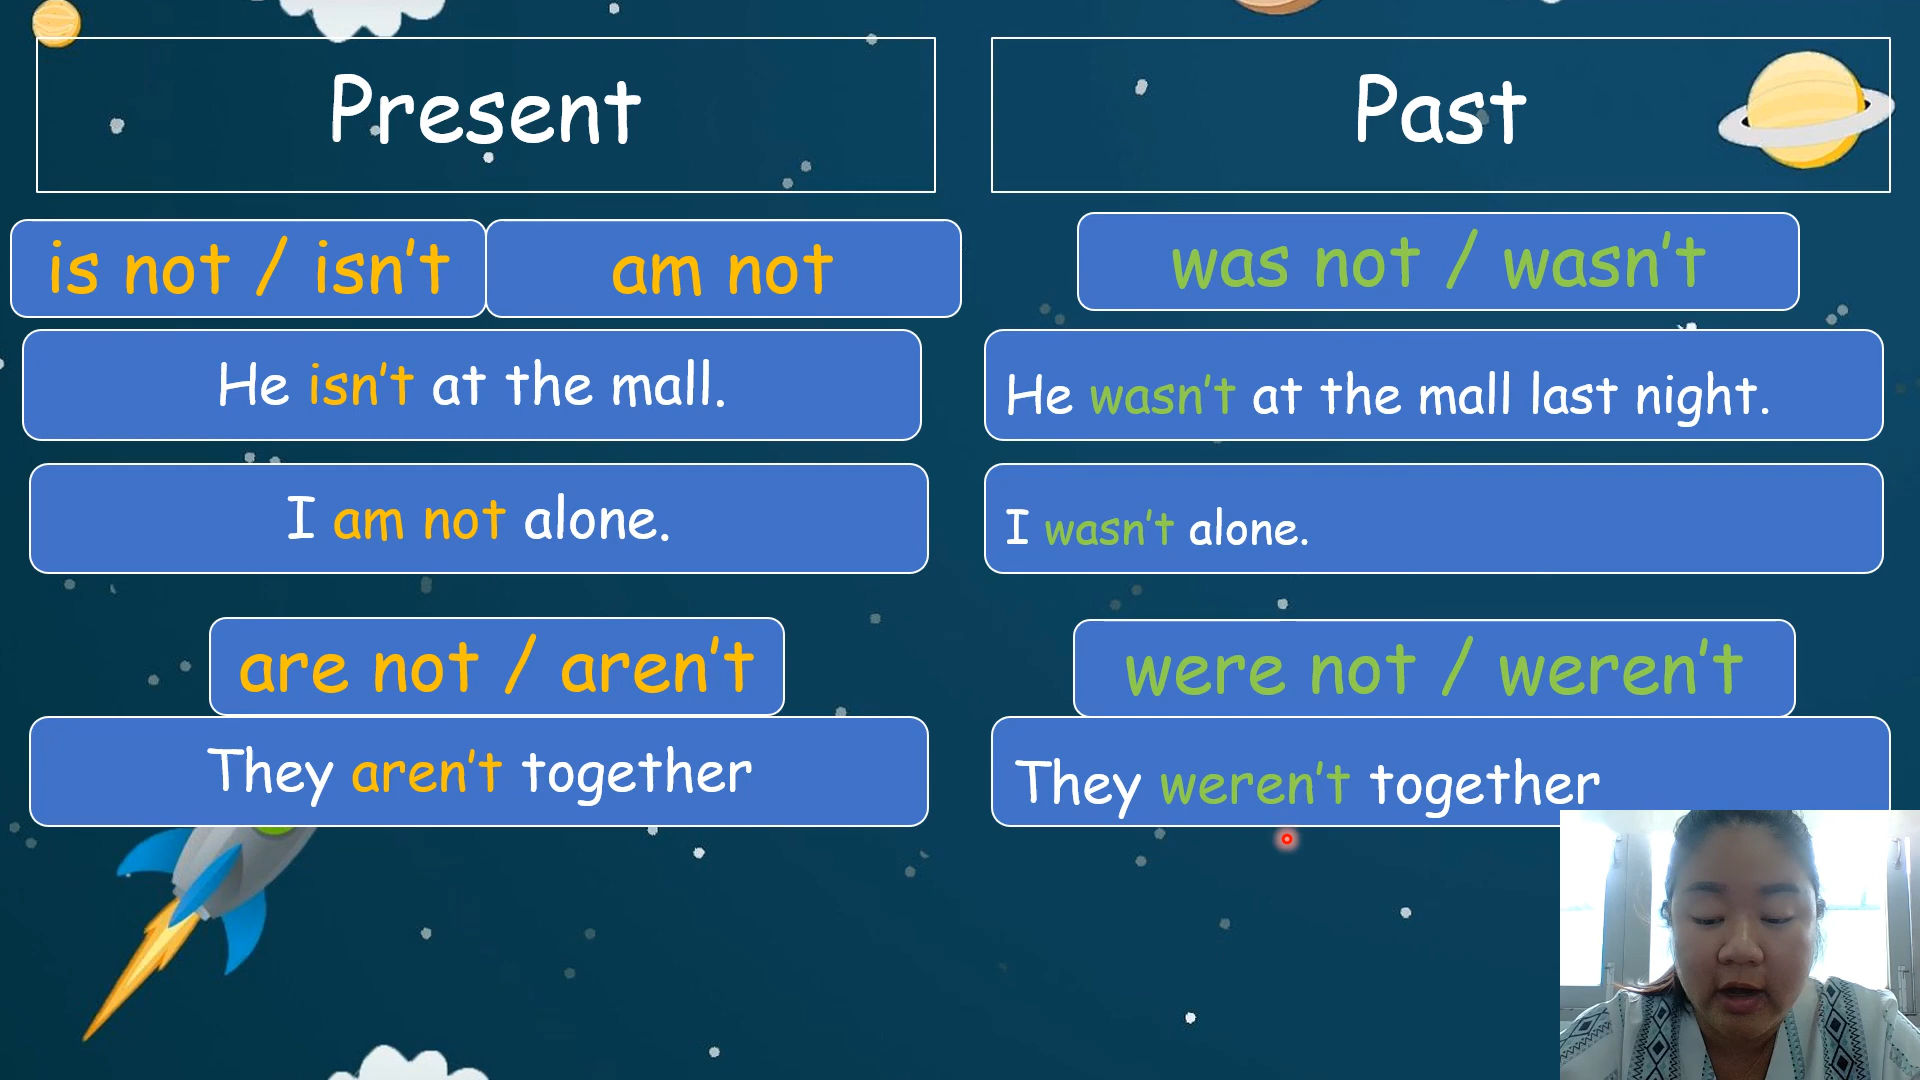 Present
is not / isn't
am not
He isn't at the mall.
I am not alone.
are not / aren't
They aren't together
Past
was not / wasn't
He wasn't at the mall last night.
I wasn't alone.
were not / weren't
They weren't together